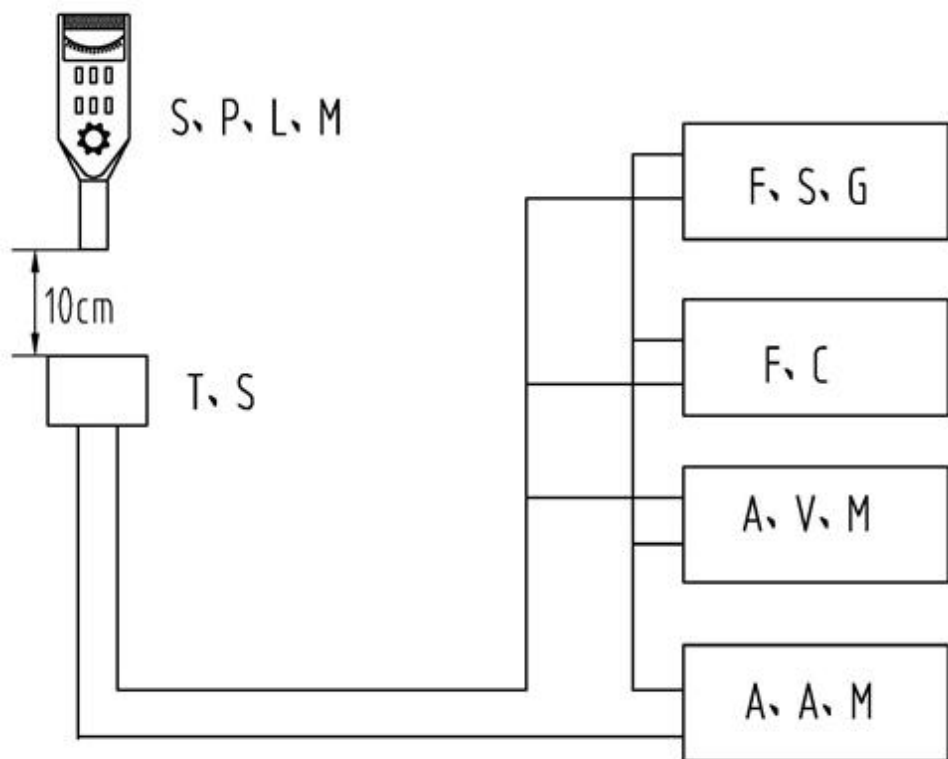 S、P、L、M
F、S、G
10cm
F、C
T、S
A、V、M
A、A、M